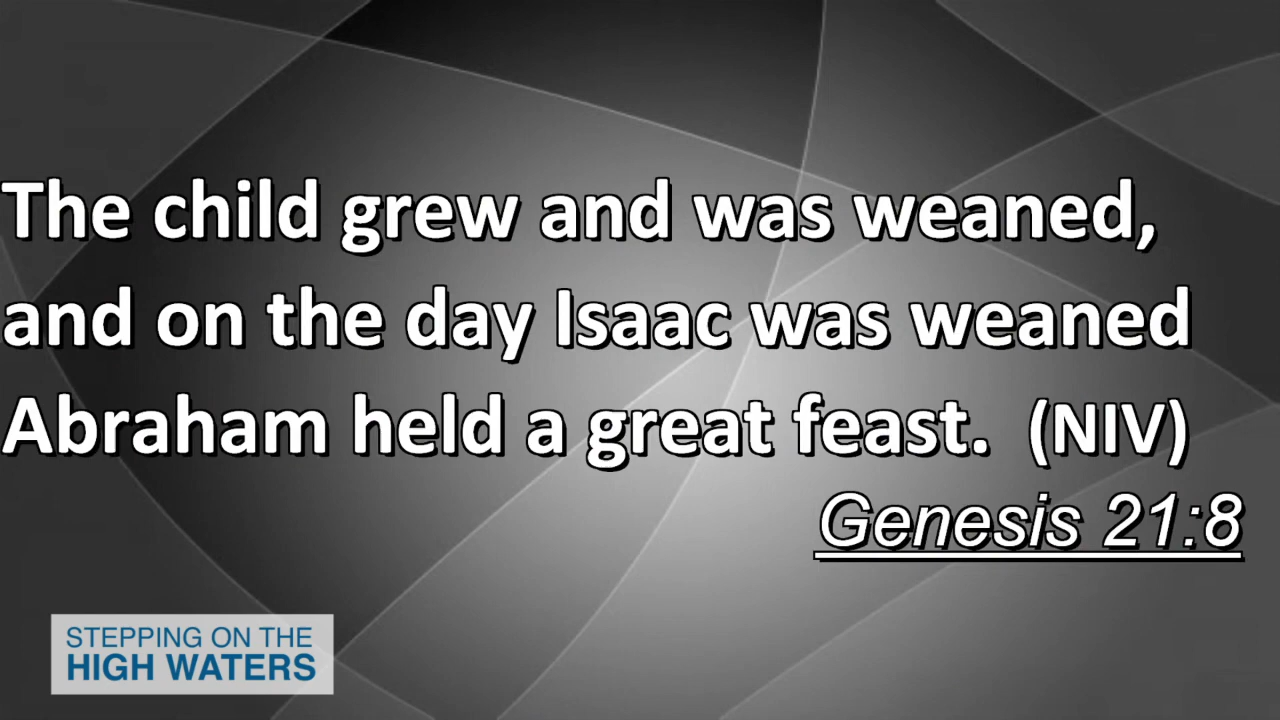 The child grew and was weaned,
and on the day Isaac was weaned
Abraham held a great feast.  (NIV)
Genesis 21:8
STEPPING ON THE
HIGH WATERS